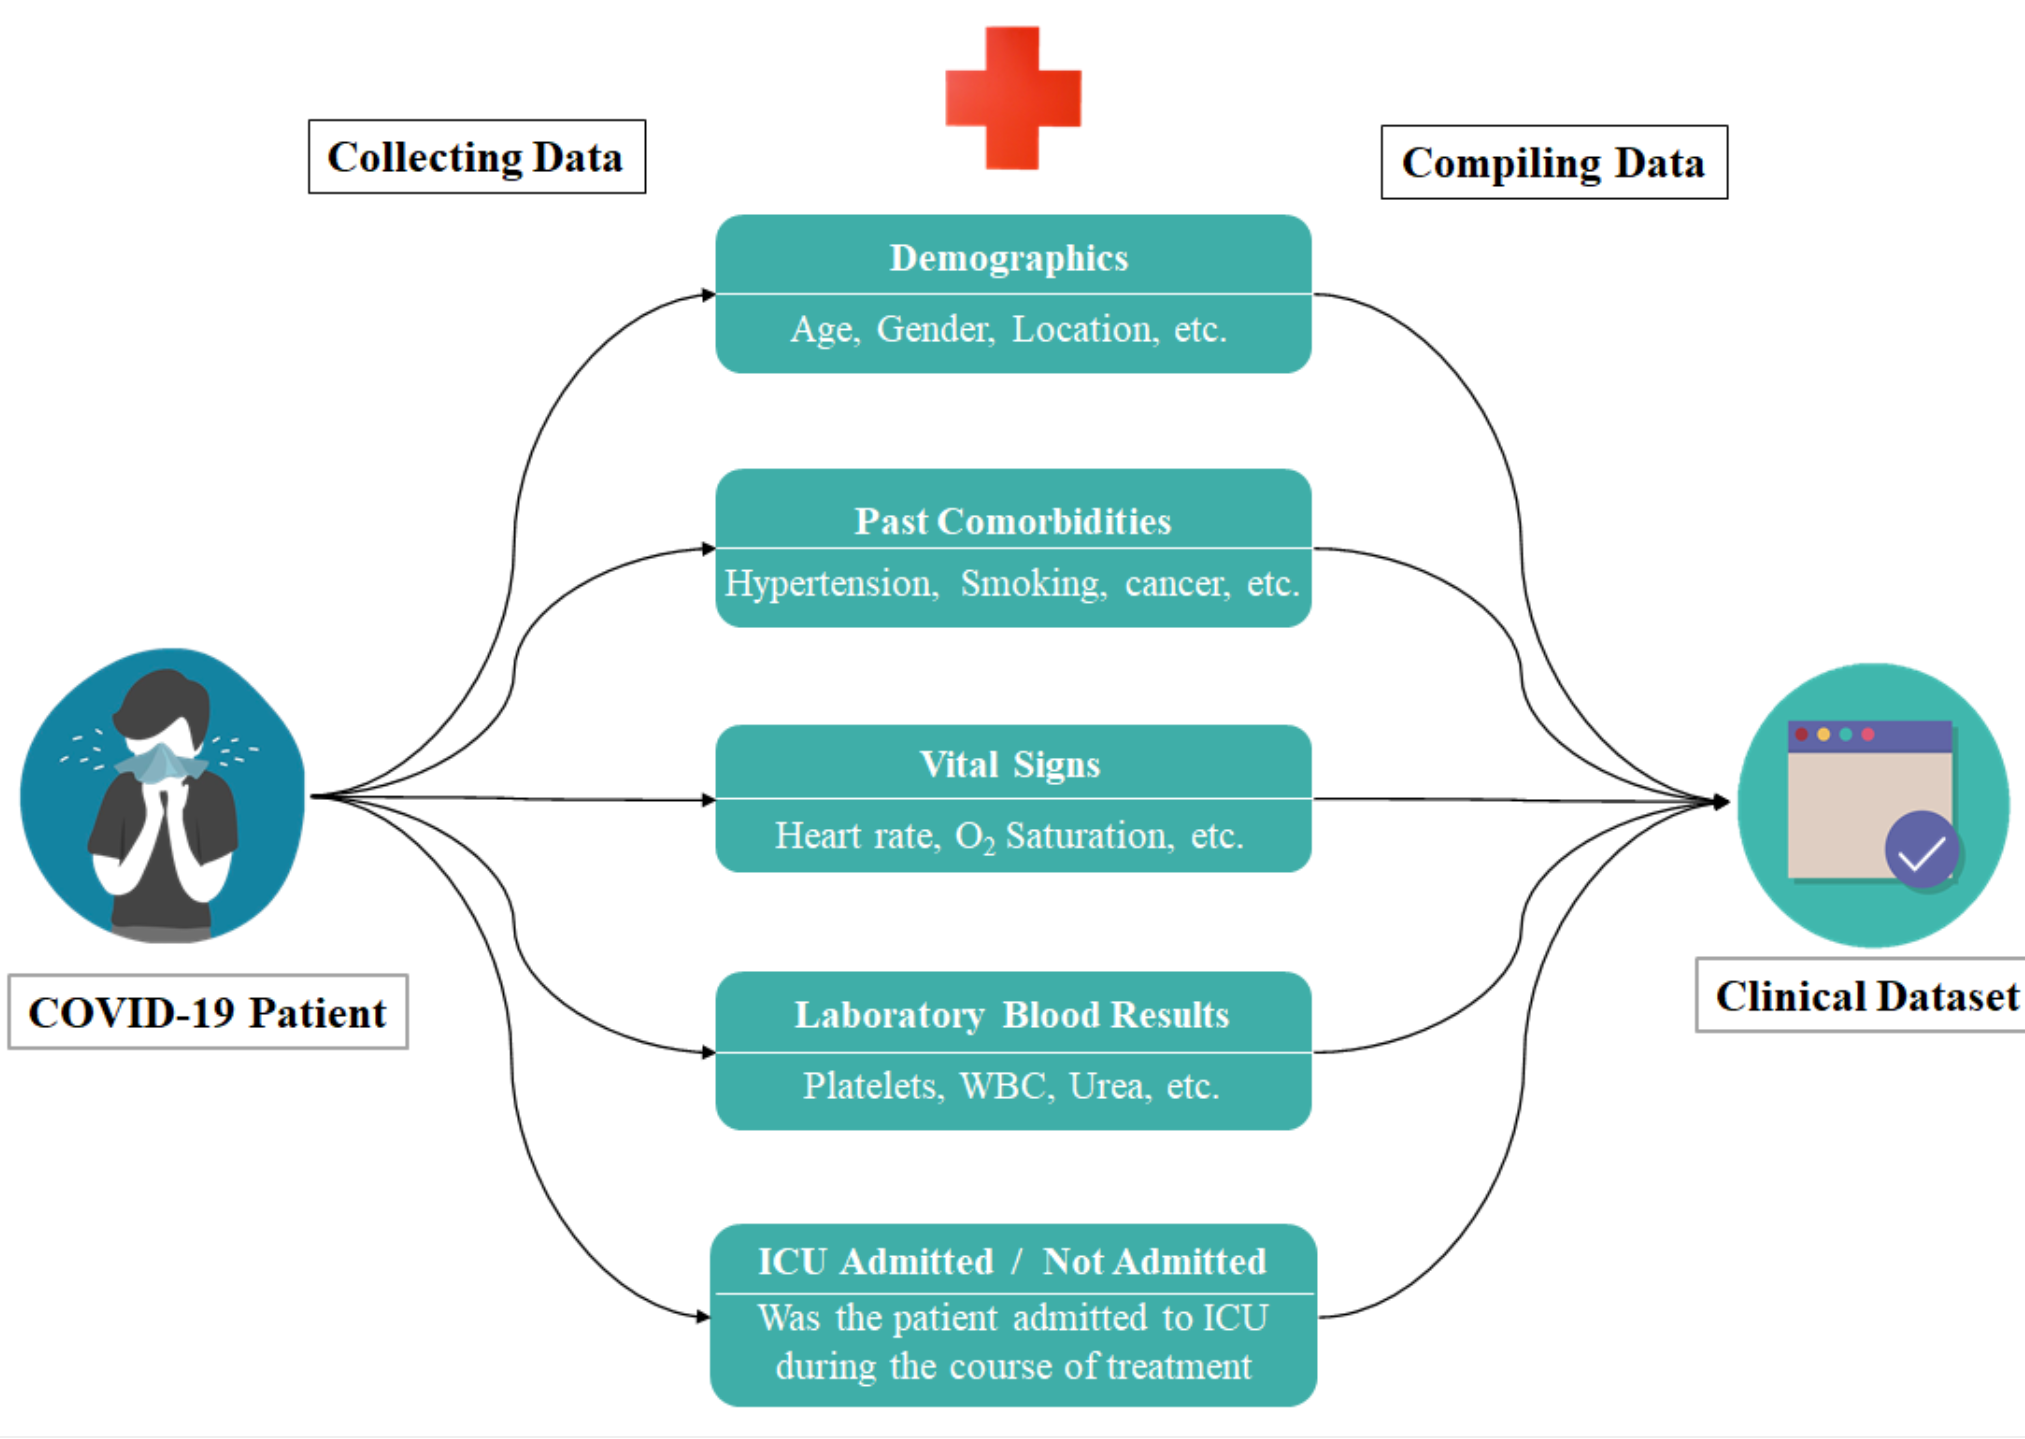 Collecting Data
Compiling Data
Demographics
Age, Gender, Location, etc.
Past Comorbidities
Hypertension, Smoking, cancer, etc.
Vital Signs
Heart rate, O₂ Saturation, etc.
COVID-19 Patient
Clinical Dataset
Laboratory Blood Results
Platelets, WBC, Urea, etc.
ICU Admitted / Not Admitted
Was the patient admitted to ICU
during the course of treatment